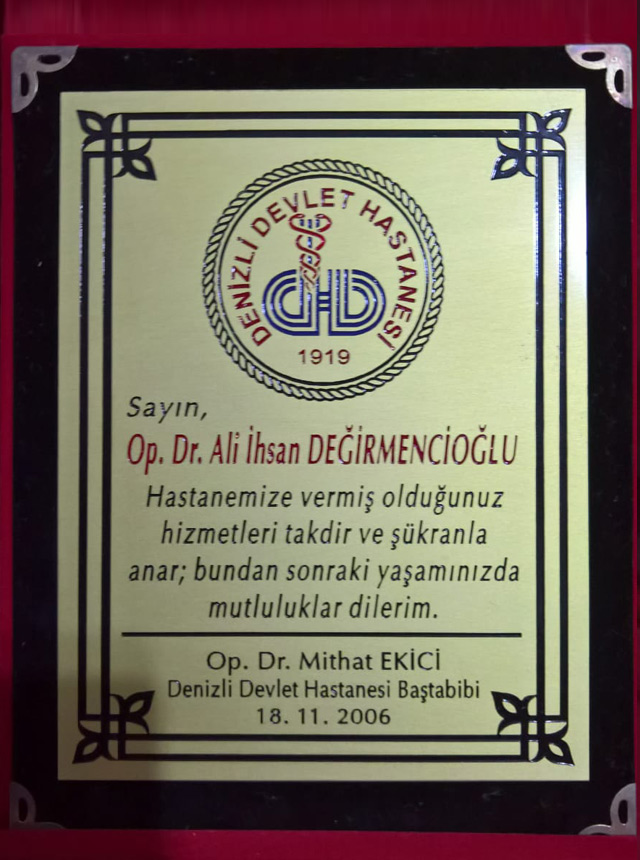 DENİZLİ DEVLET HASTANESİ
1919
Sayın,
Op. Dr. Ali İhsan DEĞİRMENCİOĞLU
Hastanemize vermiş olduğunuz
hizmetleri takdir ve şükranla
anar; bundan sonraki yaşamınızda
mutluluklar dilerim.
Op. Dr. Mithat EKİCİ
Denizli Devlet Hastanesi Baştabibi
18. 11. 2006